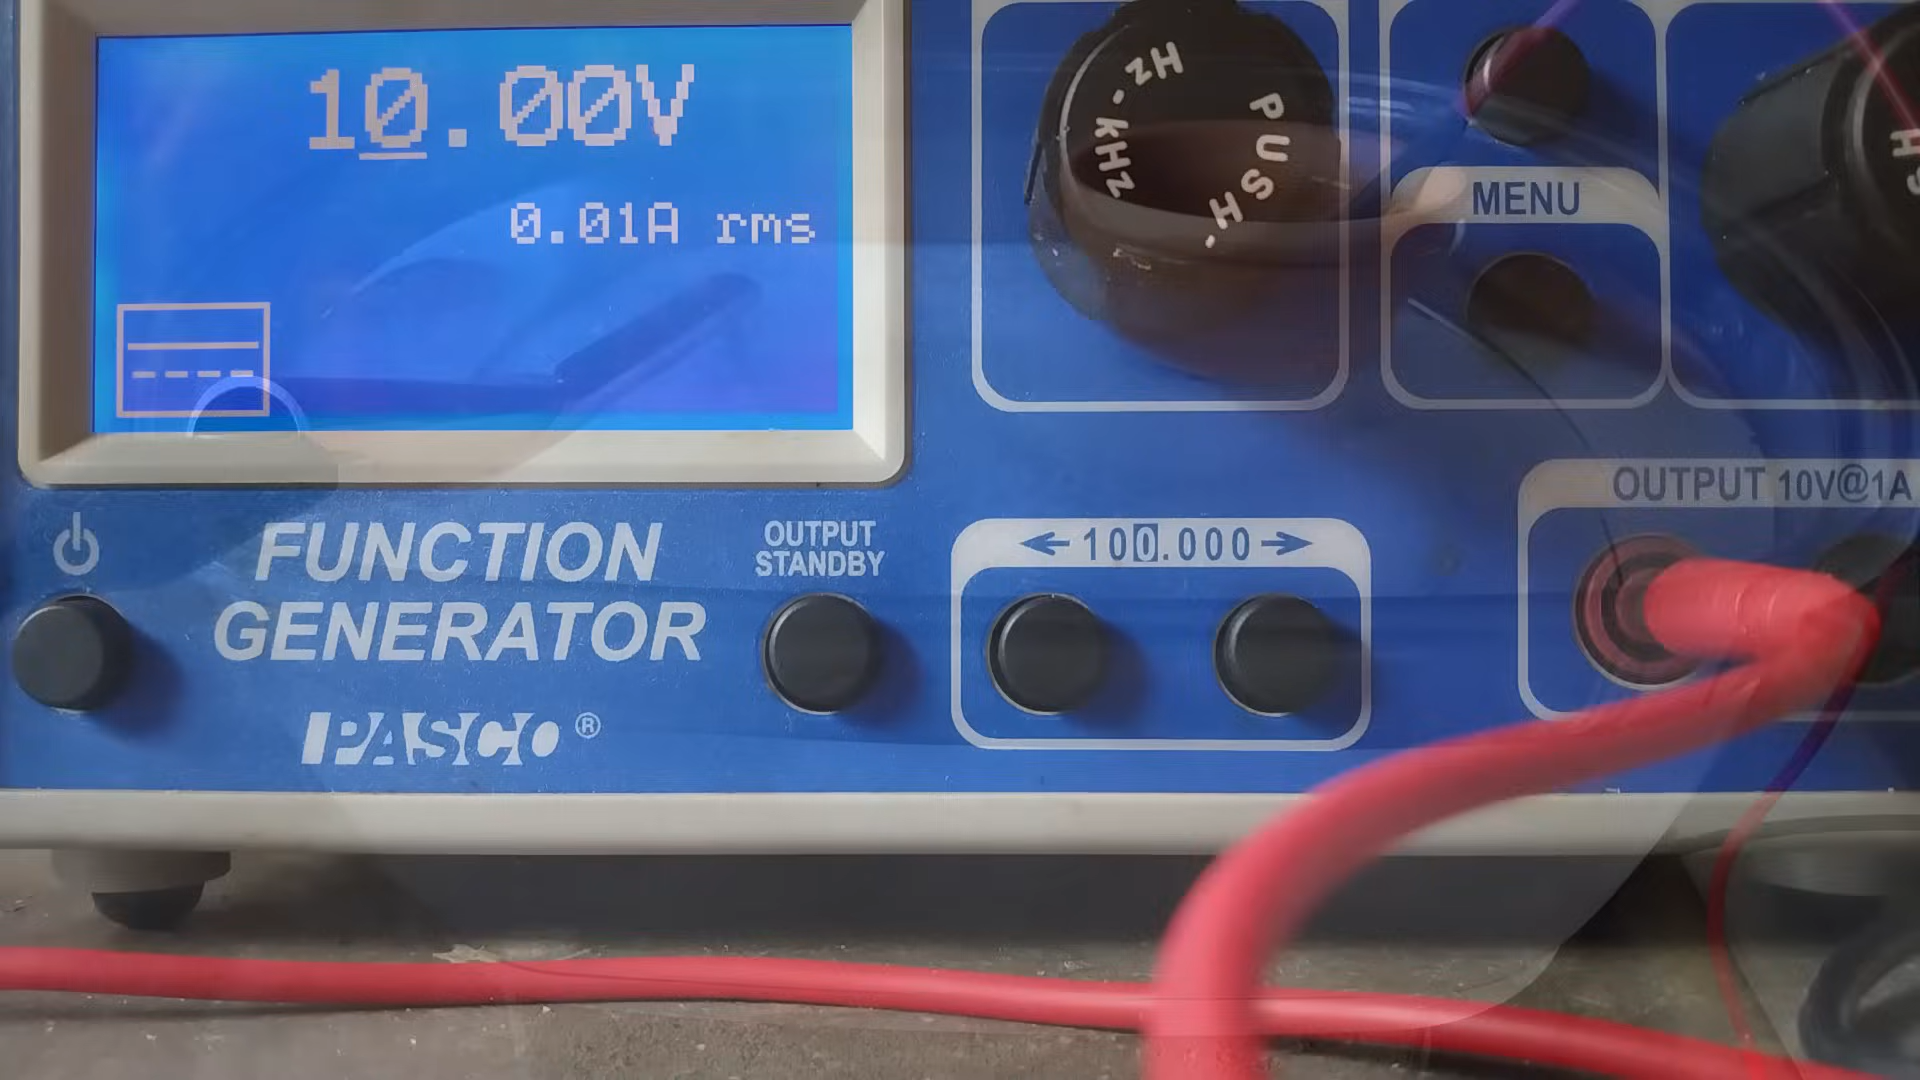 10.00V
0.01A rms
Hz-kHz
PUSH-
MENU
OUTPUT 10V@1A
FUNCTION
GENERATOR
OUTPUT
STANDBY
←100.000→
PASCO®